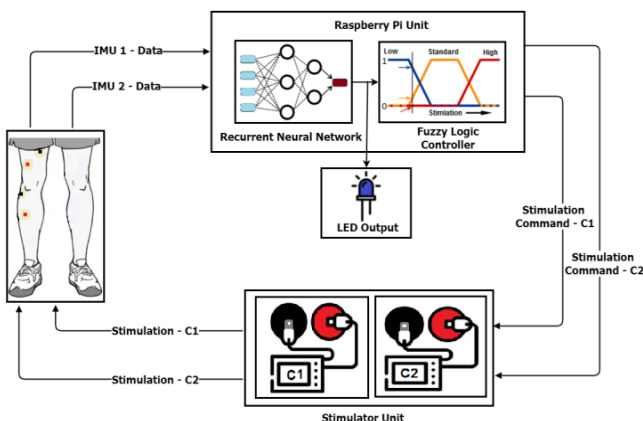 Raspberry Pi Unit
IMU 1 - Data
IMU 2 - Data
Low
Standard
High
1
0
Stimlation
Recurrent Neural Network
Fuzzy Logic
Controller
LED Output
Stimulation
Command - C1
Stimulation
Command - C2
Stimulation - C1
Stimulation - C2
C1
C2
Stimulator Unit